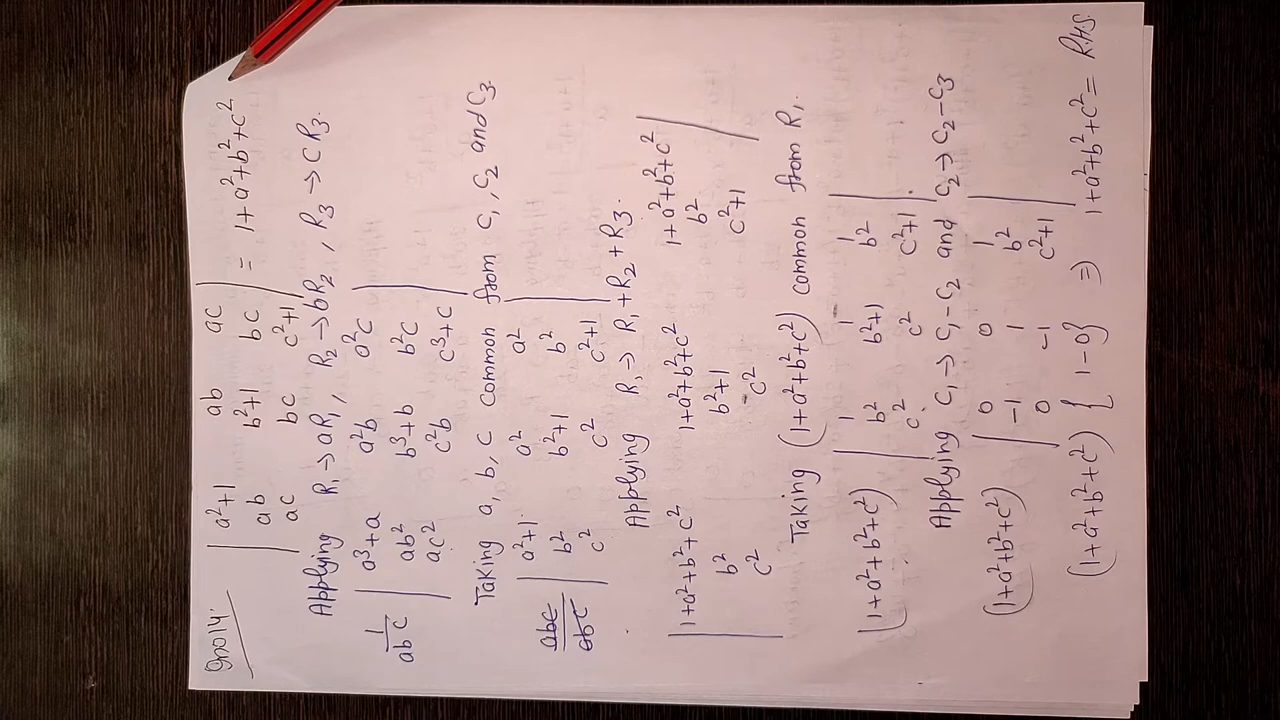 Qno14.
| a²+1 ab ac |
| ab b²+1 bc | = 1+a²+b²+c²
| ac bc c²+1 |
Applying R₁→aR₁, R₂→bR₂, R₃→cR₃.
| a³+a a²b a²c |
1/abc | ab² b³+b b²c |
| ac² c²b c³+c |
Taking a, b, c common from C₁, C₂ and C₃
| a²+1 a² a² |
abc/abc | b² b²+1 b² |
| c² c² c²+1 |
Applying R₁→R₁+R₂+R₃.
| 1+a²+b²+c² 1+a²+b²+c² 1+a²+b²+c² |
| b² b²+1 b² |
| c² c² c²+1 |
Taking (1+a²+b²+c²) common from R₁.
| 1 1 1 |
(1+a²+b²+c²) | b² b²+1 b² |
| c² c² c²+1 |.
Applying C₁→C₁-C₂ and C₂→C₂-C₃
| 0 0 1 |
(1+a²+b²+c²) | -1 1 b² |
| 0 -1 c²+1 |
(1+a²+b²+c²) { 1-0} ⇒ 1+a²+b²+c² = R.H.S.